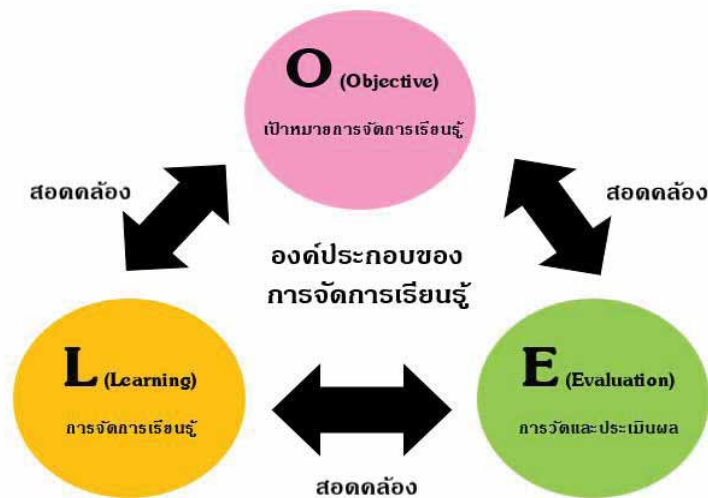 O (Objective)
เป้าหมายการจัดการเรียนรู้
สอดคล้อง
สอดคล้อง
องค์ประกอบของ
การจัดการเรียนรู้
L (Learning)
การจัดการเรียนรู้
E (Evaluation)
การวัดและประเมินผล
สอดคล้อง